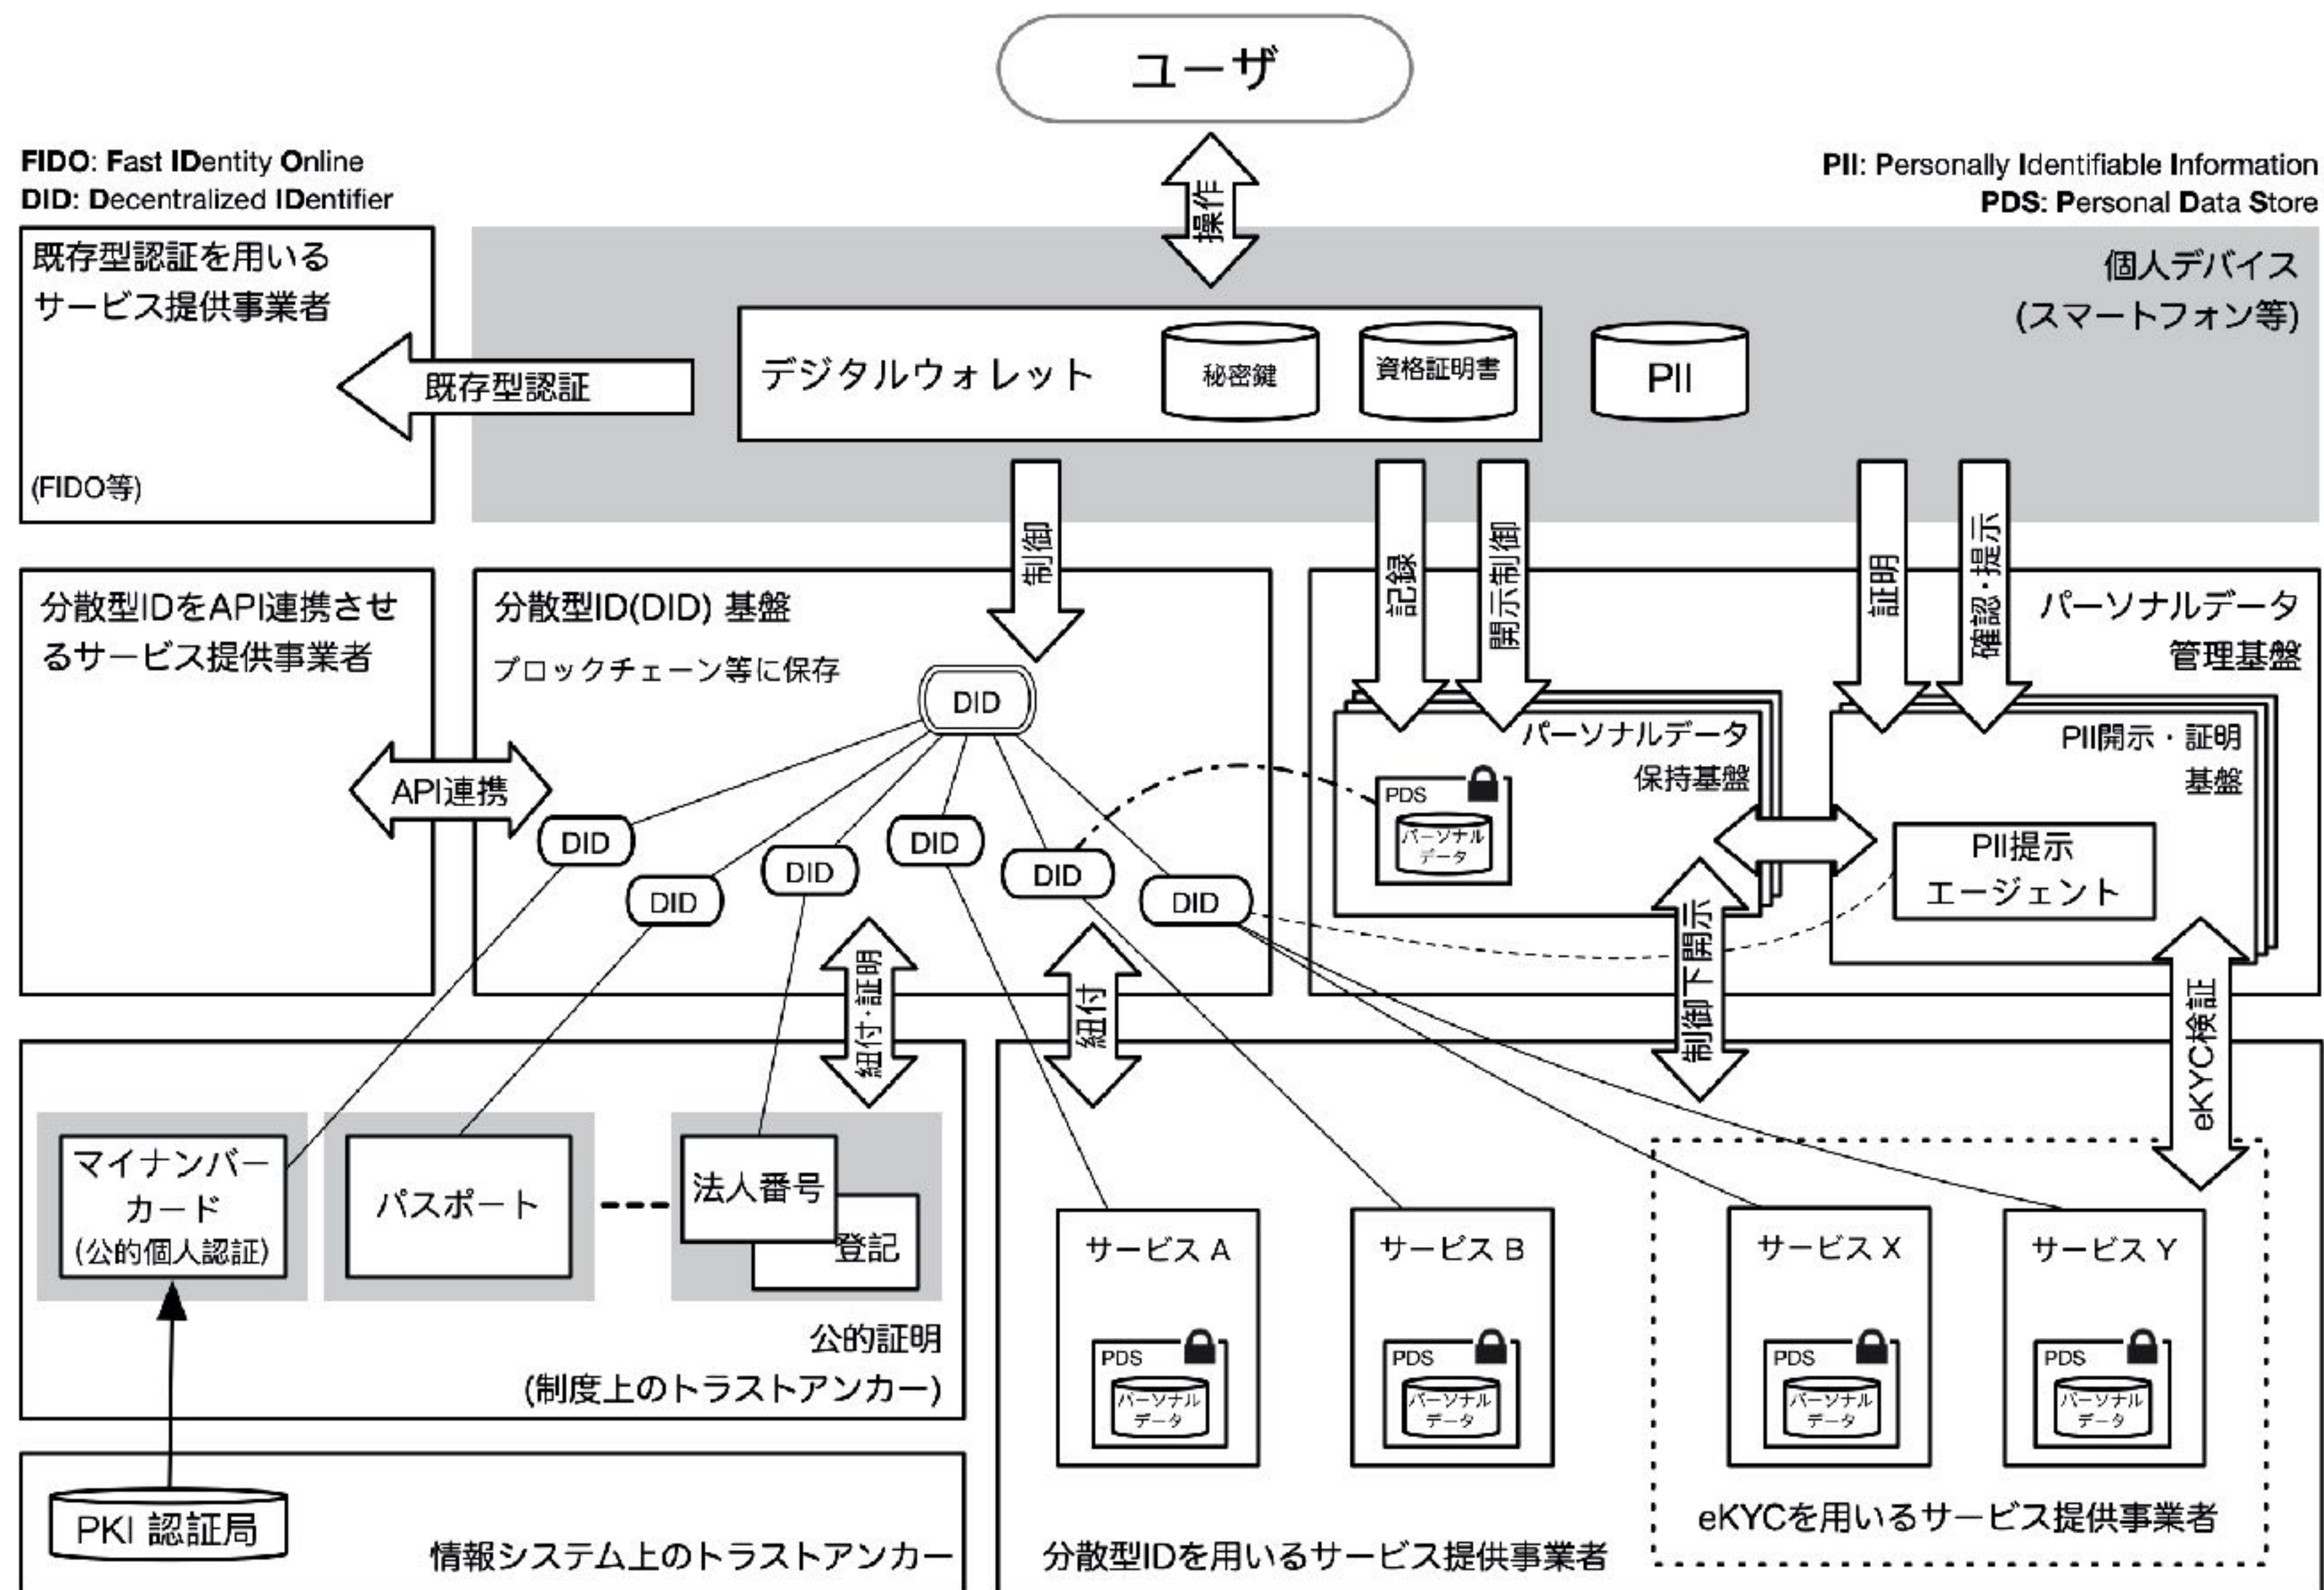 ユーザ
FIDO: Fast IDentity Online
DID: Decentralized IDentifier
PII: Personally Identifiable Information
PDS: Personal Data Store
操作
既存型認証を用いる
サービス提供事業者
(FIDO等)
既存型認証
個人デバイス
(スマートフォン等)
デジタルウォレット
秘密鍵
資格証明書
PII
制御
記録
開示制御
証明
確認・提示
分散型IDをAPI連携させ
るサービス提供事業者
API連携
分散型ID(DID) 基盤
ブロックチェーン等に保存
DID
DID
DID
DID
DID
DID
DID
パーソナルデータ
管理基盤
パーソナルデータ
保持基盤
PDS
パーソナル
データ
PII開示・証明
基盤
PII提示
エージェント
紐付・証明
紐付
制御下開示
eKYC検証
マイナンバー
カード
(公的個人認証)
パスポート
法人番号
登記
公的証明
(制度上のトラストアンカー)
PKI 認証局
情報システム上のトラストアンカー
サービス A
PDS
パーソナル
データ
サービス B
PDS
パーソナル
データ
サービス X
PDS
パーソナル
データ
サービス Y
PDS
パーソナル
データ
eKYCを用いるサービス提供事業者
分散型IDを用いるサービス提供事業者